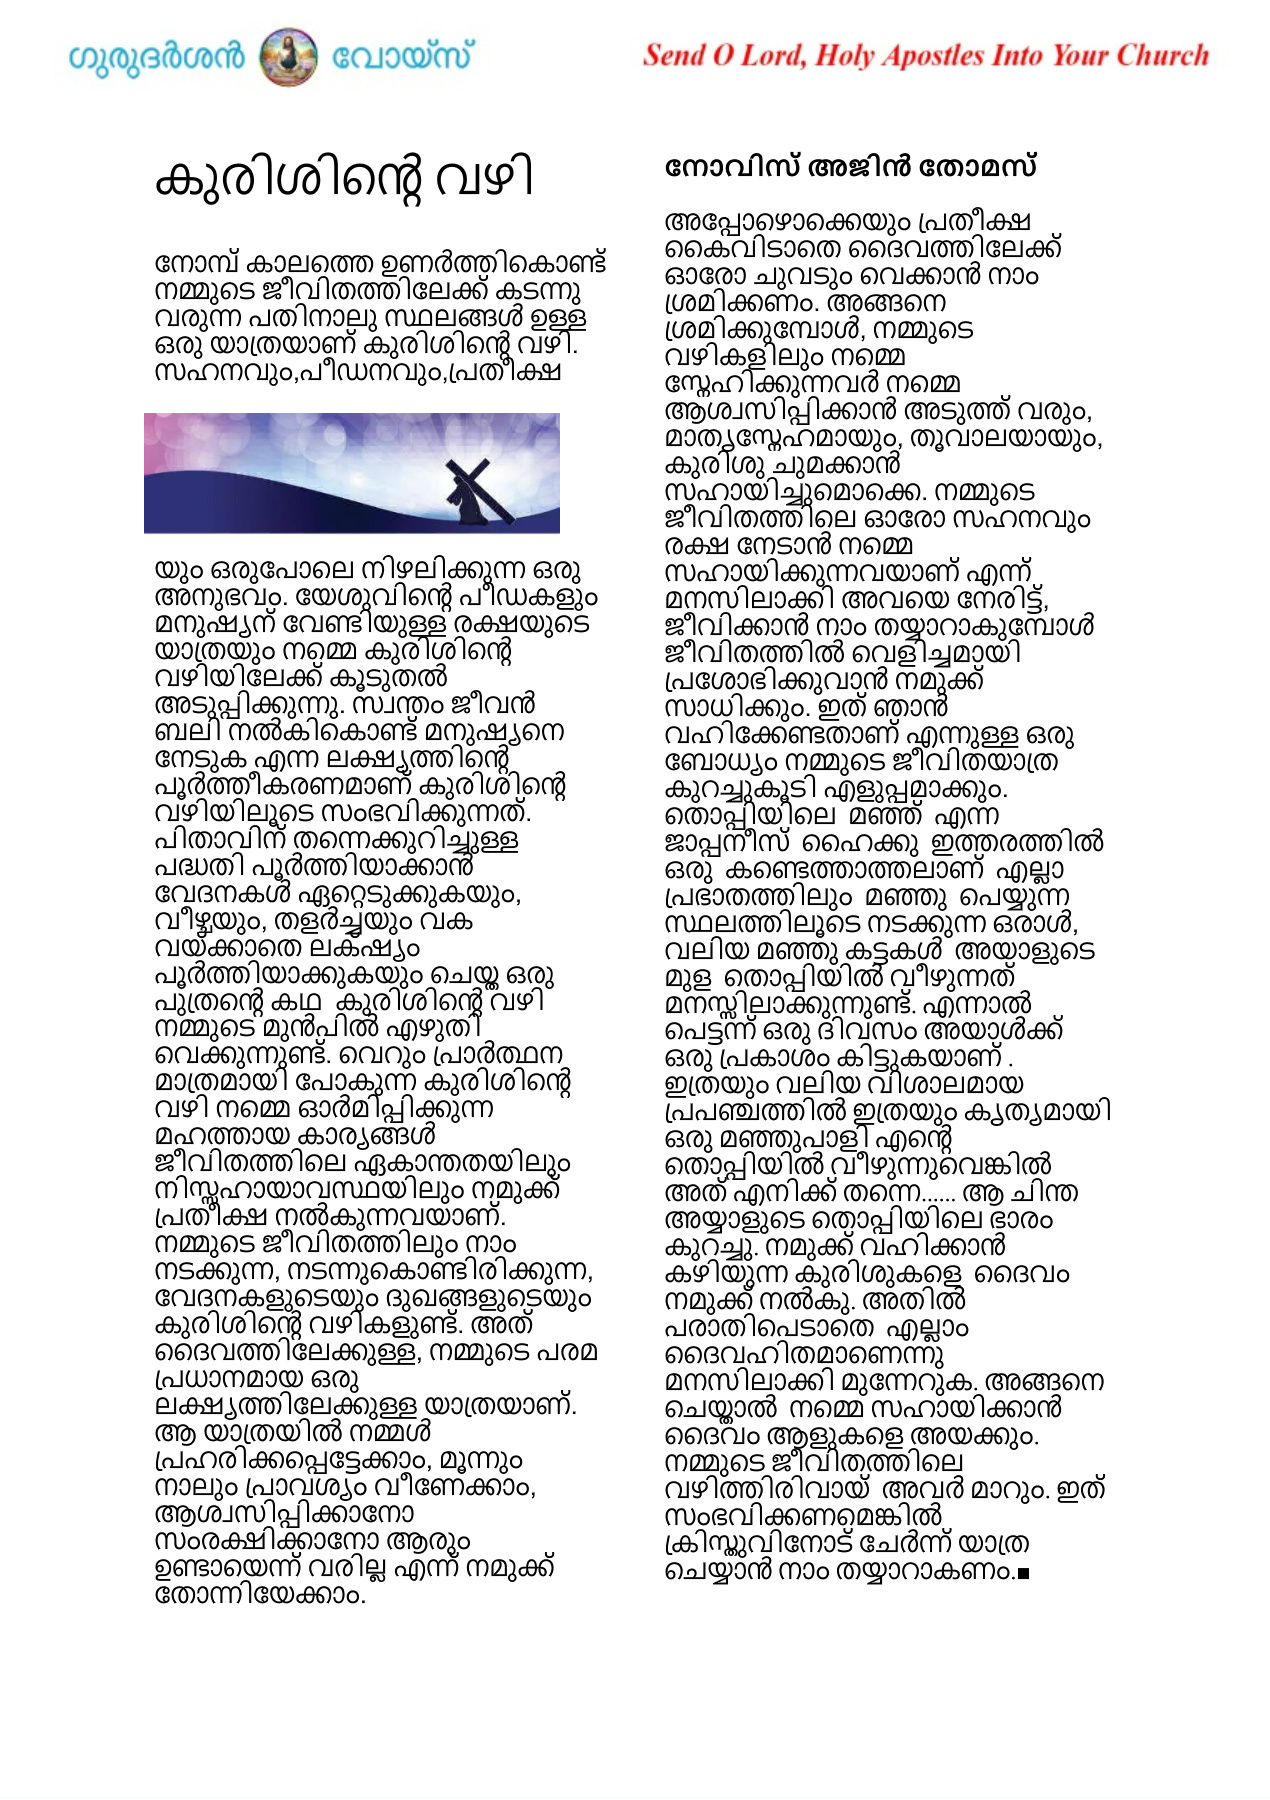 ഗുരുദർശൻ വോയ്സ്
Send O Lord, Holy Apostles Into Your Church
കുരിശിന്റെ വഴി
നോമ്പ് കാലത്തെ ഉണർത്തികൊണ്ട്
നമ്മുടെ ജീവിതത്തിലേക്ക് കടന്നു
വരുന്ന പതിനാലു സ്ഥലങ്ങൾ ഉള്ള
ഒരു യാത്രയാണ് കുരിശിന്റെ വഴി.
സഹനവും,പീഡനവും,പ്രതീക്ഷ
യും ഒരുപോലെ നിഴലിക്കുന്ന ഒരു
അനുഭവം. യേശുവിന്റെ പീഡകളും
മനുഷ്യന് വേണ്ടിയുള്ള രക്ഷയുടെ
യാത്രയും നമ്മെ കുരിശിന്റെ
വഴിയിലേക്ക് കൂടുതൽ
അടുപ്പിക്കുന്നു. സ്വന്തം ജീവൻ
ബലി നൽകികൊണ്ട് മനുഷ്യനെ
നേടുക എന്ന ലക്ഷ്യത്തിന്റെ
പൂർത്തീകരണമാണ് കുരിശിന്റെ
വഴിയിലൂടെ സംഭവിക്കുന്നത്.
പിതാവിന് തന്നെക്കുറിച്ചുള്ള
പദ്ധതി പൂർത്തിയാക്കാൻ
വേദനകൾ ഏറ്റെടുക്കുകയും,
വീഴ്ചയും, തളർച്ചയും വക
വയ്ക്കാതെ ലക്ഷ്യം
പൂർത്തിയാക്കുകയും ചെയ്ത ഒരു
പുത്രന്റെ കഥ കുരിശിന്റെ വഴി
നമ്മുടെ മുൻപിൽ എഴുതി
വെക്കുന്നുണ്ട്. വെറും പ്രാർത്ഥന
മാത്രമായി പോകുന്ന കുരിശിന്റെ
വഴി നമ്മെ ഓർമിപ്പിക്കുന്ന
മഹത്തായ കാര്യങ്ങൾ
ജീവിതത്തിലെ ഏകാന്തതയിലും
നിസ്സഹായാവസ്ഥയിലും നമുക്ക്
പ്രതീക്ഷ നൽകുന്നവയാണ്.
നമ്മുടെ ജീവിതത്തിലും നാം
നടക്കുന്ന, നടന്നുകൊണ്ടിരിക്കുന്ന,
വേദനകളുടെയും ദുഖങ്ങളുടെയും
കുരിശിന്റെ വഴികളുണ്ട്. അത്
ദൈവത്തിലേക്കുള്ള, നമ്മുടെ പരമ
പ്രധാനമായ ഒരു
ലക്ഷ്യത്തിലേക്കുള്ള യാത്രയാണ്.
ആ യാത്രയിൽ നമ്മൾ
പ്രഹരിക്കപ്പെട്ടേക്കാം, മൂന്നും
നാലും പ്രാവശ്യം വീണേക്കാം,
ആശ്വസിപ്പിക്കാനോ
സംരക്ഷിക്കാനോ ആരും
ഉണ്ടായെന്ന് വരില്ല എന്ന് നമുക്ക്
തോന്നിയേക്കാം.
നോവിസ് അജിൻ തോമസ്
അപ്പോഴൊക്കെയും പ്രതീക്ഷ
കൈവിടാതെ ദൈവത്തിലേക്ക്
ഓരോ ചുവടും വെക്കാൻ നാം
ശ്രമിക്കണം. അങ്ങനെ
ശ്രമിക്കുമ്പോൾ, നമ്മുടെ
വഴികളിലും നമ്മെ
സ്നേഹിക്കുന്നവർ നമ്മെ
ആശ്വസിപ്പിക്കാൻ അടുത്ത് വരും,
മാതൃസ്നേഹമായും, തൂവാലയായും,
കുരിശു ചുമക്കാൻ
സഹായിച്ചുമൊക്കെ. നമ്മുടെ
ജീവിതത്തിലെ ഓരോ സഹനവും
രക്ഷ നേടാൻ നമ്മെ
സഹായിക്കുന്നവയാണ് എന്ന്
മനസിലാക്കി അവയെ നേരിട്ട്,
ജീവിക്കാൻ നാം തയ്യാറാകുമ്പോൾ
ജീവിതത്തിൽ വെളിച്ചമായി
പ്രശോഭിക്കുവാൻ നമുക്ക്
സാധിക്കും. ഇത് ഞാൻ
വഹിക്കേണ്ടതാണ് എന്നുള്ള ഒരു
ബോധ്യം നമ്മുടെ ജീവിതയാത്ര
കുറച്ചുകൂടി എളുപ്പമാക്കും.
തൊപ്പിയിലെ മഞ്ഞ് എന്ന
ജാപ്പനീസ് ഹൈക്കു ഇത്തരത്തിൽ
ഒരു കണ്ടെത്താത്തലാണ് എല്ലാ
പ്രഭാതത്തിലും മഞ്ഞു പെയ്യുന്ന
സ്ഥലത്തിലൂടെ നടക്കുന്ന ഒരാൾ,
വലിയ മഞ്ഞു കട്ടകൾ അയാളുടെ
മുള തൊപ്പിയിൽ വീഴുന്നത്
മനസ്സിലാക്കുന്നുണ്ട്. എന്നാൽ
പെട്ടന്ന് ഒരു ദിവസം അയാൾക്ക്
ഒരു പ്രകാശം കിട്ടുകയാണ് .
ഇത്രയും വലിയ വിശാലമായ
പ്രപഞ്ചത്തിൽ ഇത്രയും കൃത്യമായി
ഒരു മഞ്ഞുപാളി എന്റെ
തൊപ്പിയിൽ വീഴുന്നുവെങ്കിൽ
അത് എനിക്ക് തന്നെ...... ആ ചിന്ത
അയ്യാളുടെ തൊപ്പിയിലെ ഭാരം
കുറച്ചു. നമുക്ക് വഹിക്കാൻ
കഴിയുന്ന കുരിശുകളെ ദൈവം
നമുക്ക് നൽകു. അതിൽ
പരാതിപെടാതെ എല്ലാം
ദൈവഹിതമാണെന്നു
മനസിലാക്കി മുന്നേറുക. അങ്ങനെ
ചെയ്താൽ നമ്മെ സഹായിക്കാൻ
ദൈവം ആളുകളെ അയക്കും.
നമ്മുടെ ജീവിതത്തിലെ
വഴിത്തിരിവായ് അവർ മാറും. ഇത്
സംഭവിക്കണമെങ്കിൽ
ക്രിസ്തുവിനോട് ചേർന്ന് യാത്ര
ചെയ്യാൻ നാം തയ്യാറാകണം.■